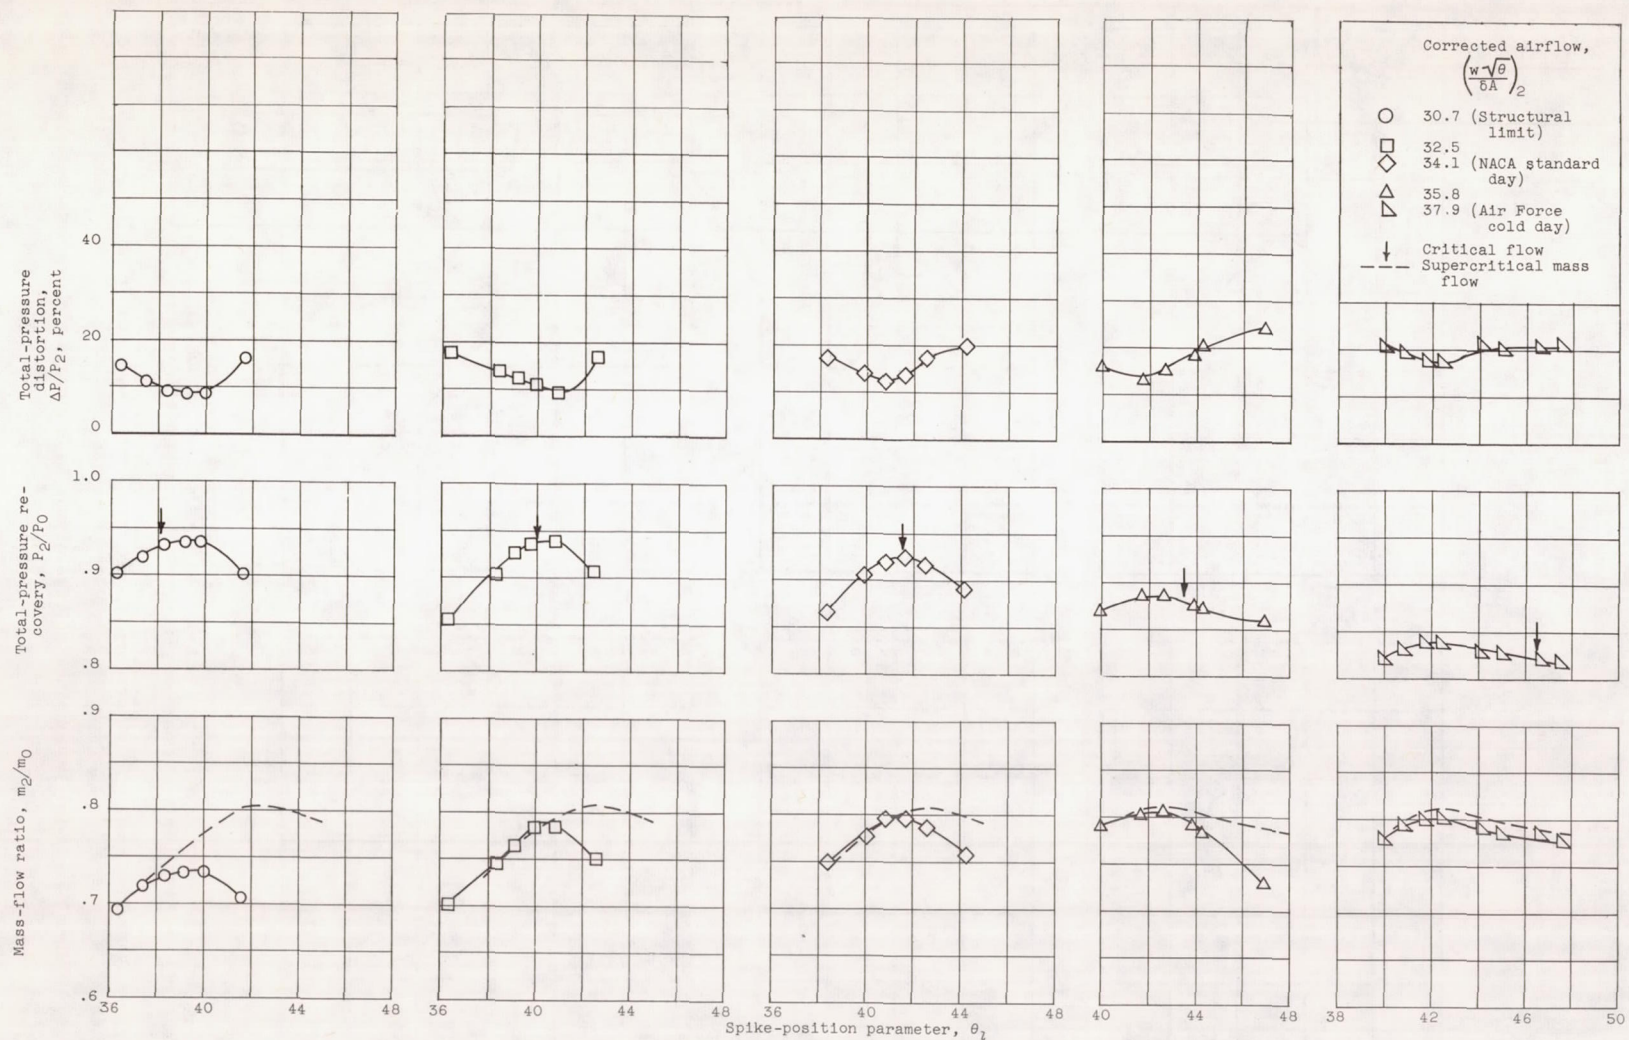 Corrected airflow,
(w√θ/δA)2
30.7 (Structural
limit)
32.5
34.1 (NACA standard
day)
35.8
37.9 (Air Force
cold day)
Critical flow
Supercritical mass
flow
Total-pressure
distortion,
ΔP/P2, percent
40
20
0
Total-pressure re-
covery, P2/P0
1.0
.9
.8
Mass-flow ratio, m2/m0
.9
.8
.7
.6
36 40 44 48
36 40 44 48
36 40 44 48
40 44 48
38 42 46 50
Spike-position parameter, θl